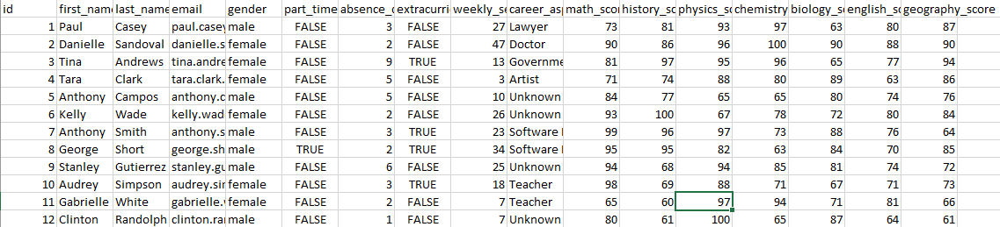 id first_name last_name email gender part_time absence_d extracurri weekly_se career_asp math_scor history_sc physics_sc chemistry biology_sc english_sc geography_score
1 Paul Casey paul.casey male FALSE 3 FALSE 27 Lawyer 73 81 93 97 63 80 87
2 Danielle Sandoval danielle.s female FALSE 2 FALSE 47 Doctor 90 86 96 100 90 88 90
3 Tina Andrews tina.andre female FALSE 9 TRUE 13 Governme 81 97 95 96 65 77 94
4 Tara Clark tara.clark. female FALSE 5 FALSE 3 Artist 71 74 88 80 89 63 86
5 Anthony Campos anthony.c male FALSE 5 FALSE 10 Unknown 84 77 65 65 80 74 76
6 Kelly Wade kelly.wad female FALSE 2 FALSE 26 Unknown 93 100 67 78 72 80 84
7 Anthony Smith anthony.s male FALSE 3 TRUE 23 Software 99 96 97 73 88 76 64
8 George Short george.sh male TRUE 2 TRUE 34 Software 95 95 82 63 84 70 85
9 Stanley Gutierrez stanley.gu male FALSE 6 FALSE 25 Unknown 94 68 94 85 81 74 72
10 Audrey Simpson audrey.sir female FALSE 3 TRUE 18 Teacher 98 69 88 71 67 71 73
11 Gabrielle White gabrielle. female FALSE 2 FALSE 7 Teacher 65 60 97 94 71 81 66
12 Clinton Randolph clinton.ra male FALSE 1 FALSE 7 Unknown 80 61 100 65 87 64 61